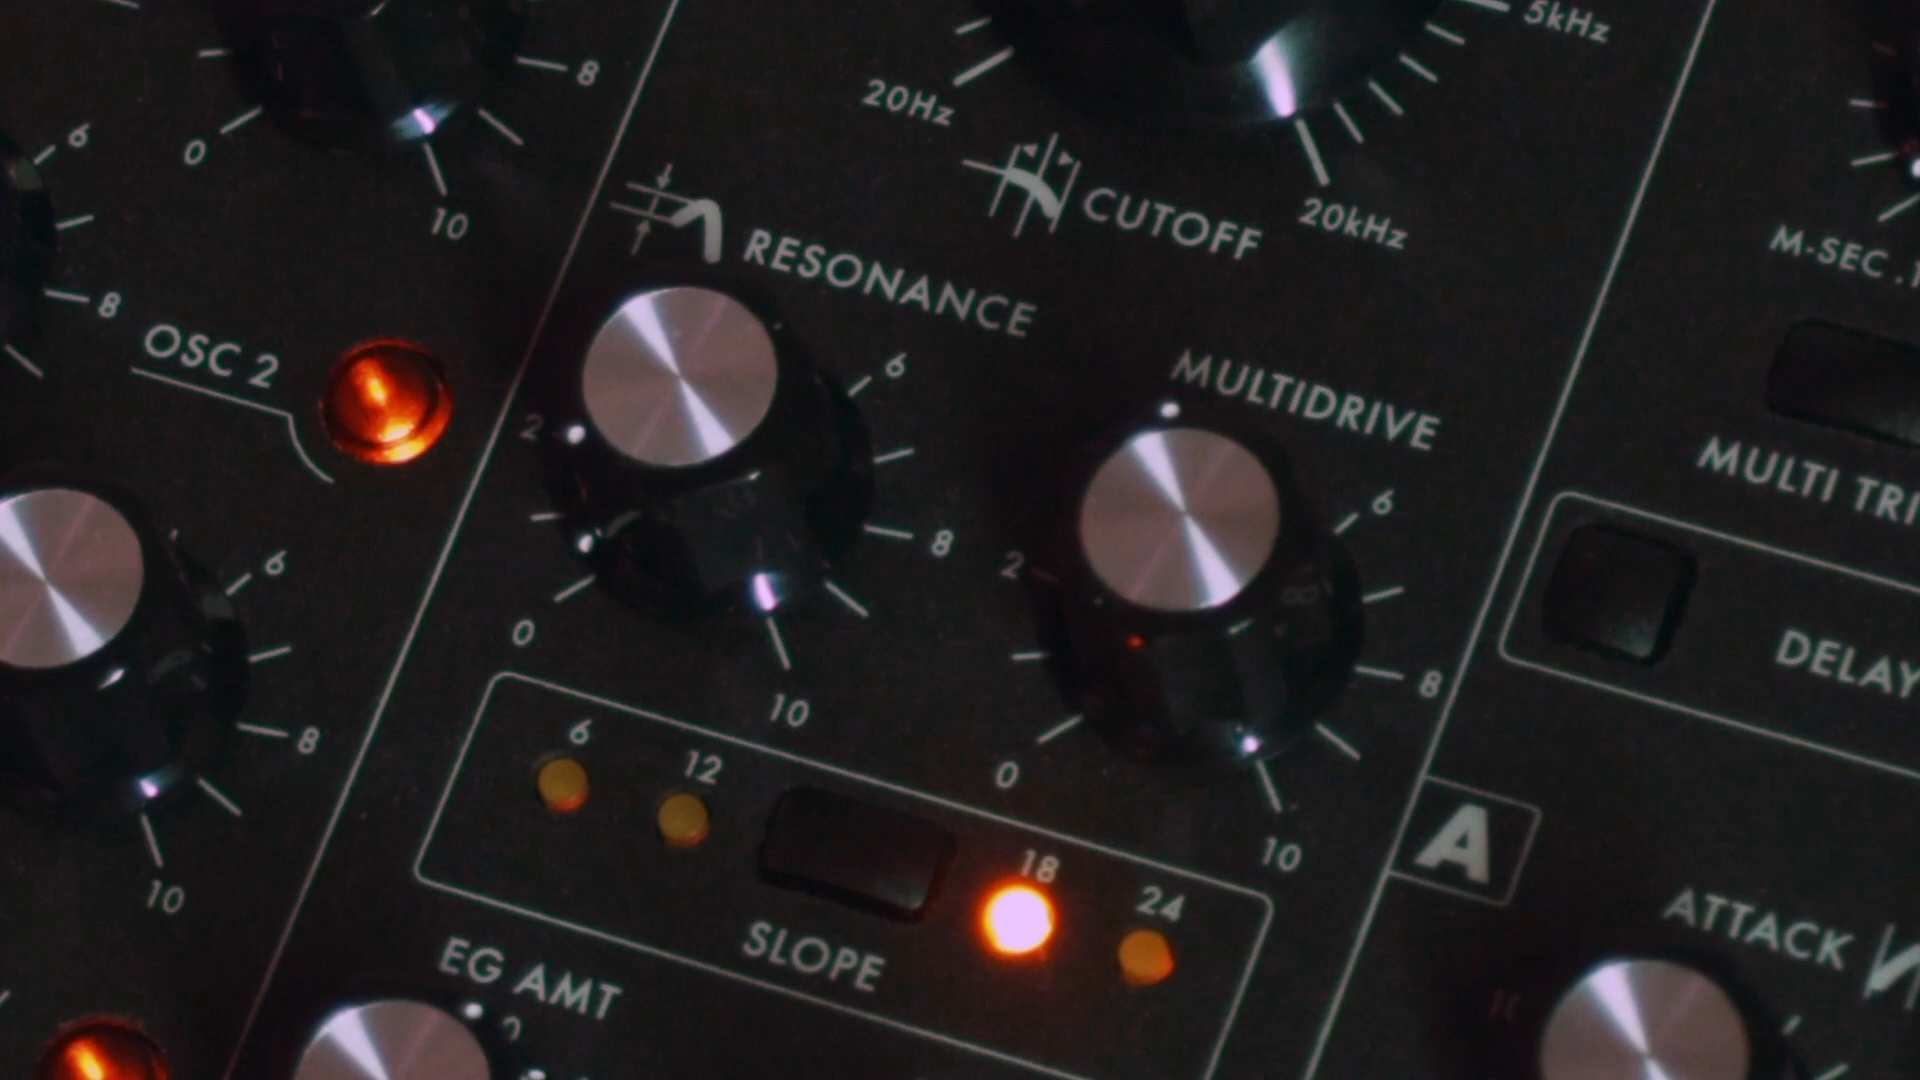 5kHz
8
20Hz
6
0
10
20kHz
CUTOFF
M-SEC
RESONANCE
8
OSC 2
6
MULTIDRIVE
2
MULTI
6
8
2
6
0
8
DELAY
8
10
6
12
0
A
10
18
10
24
ATTACK
SLOPE
EG AMT